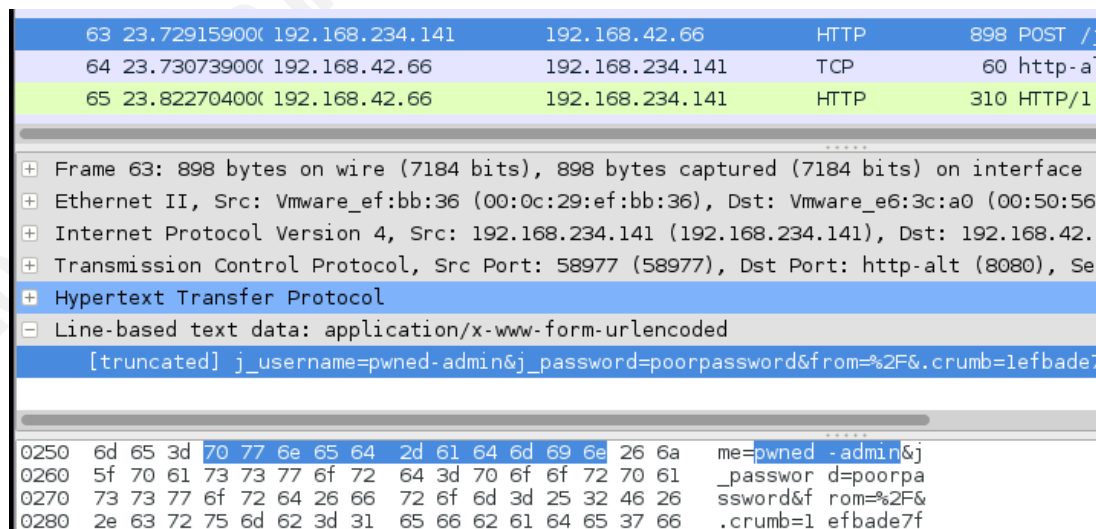 63 23.729159000( 192.168.234.141 192.168.42.66 HTTP 898 POST /j
64 23.730739000( 192.168.42.66 192.168.234.141 TCP 60 http-al
65 23.822704000( 192.168.42.66 192.168.234.141 HTTP 310 HTTP/1
Frame 63: 898 bytes on wire (7184 bits), 898 bytes captured (7184 bits) on interface
Ethernet II, Src: Vmware_ef:bb:36 (00:0c:29:ef:bb:36), Dst: Vmware_e6:3c:a0 (00:50:56
Internet Protocol Version 4, Src: 192.168.234.141 (192.168.234.141), Dst: 192.168.42.
Transmission Control Protocol, Src Port: 58977 (58977), Dst Port: http-alt (8080), Se
Hypertext Transfer Protocol
Line-based text data: application/x-www-form-urlencoded
[truncated] j_username=pwned-admin&j_password=poorpassword&from=%2F&.crumb=1efbade7
0250 6d 65 3d 70 77 6e 65 64 2d 61 64 6d 69 6e 26 6a me=pwned -admin&j
0260 5f 70 61 73 73 77 6f 72 64 3d 70 6f 6f 72 70 61 _passwor d=poorpa
0270 73 73 77 6f 72 64 26 66 72 6f 6d 3d 25 32 46 26 ssword&f rom=%2F&
0280 2e 63 72 75 6d 62 3d 31 65 66 62 61 64 65 37 66 .crumb=1 efbade7f